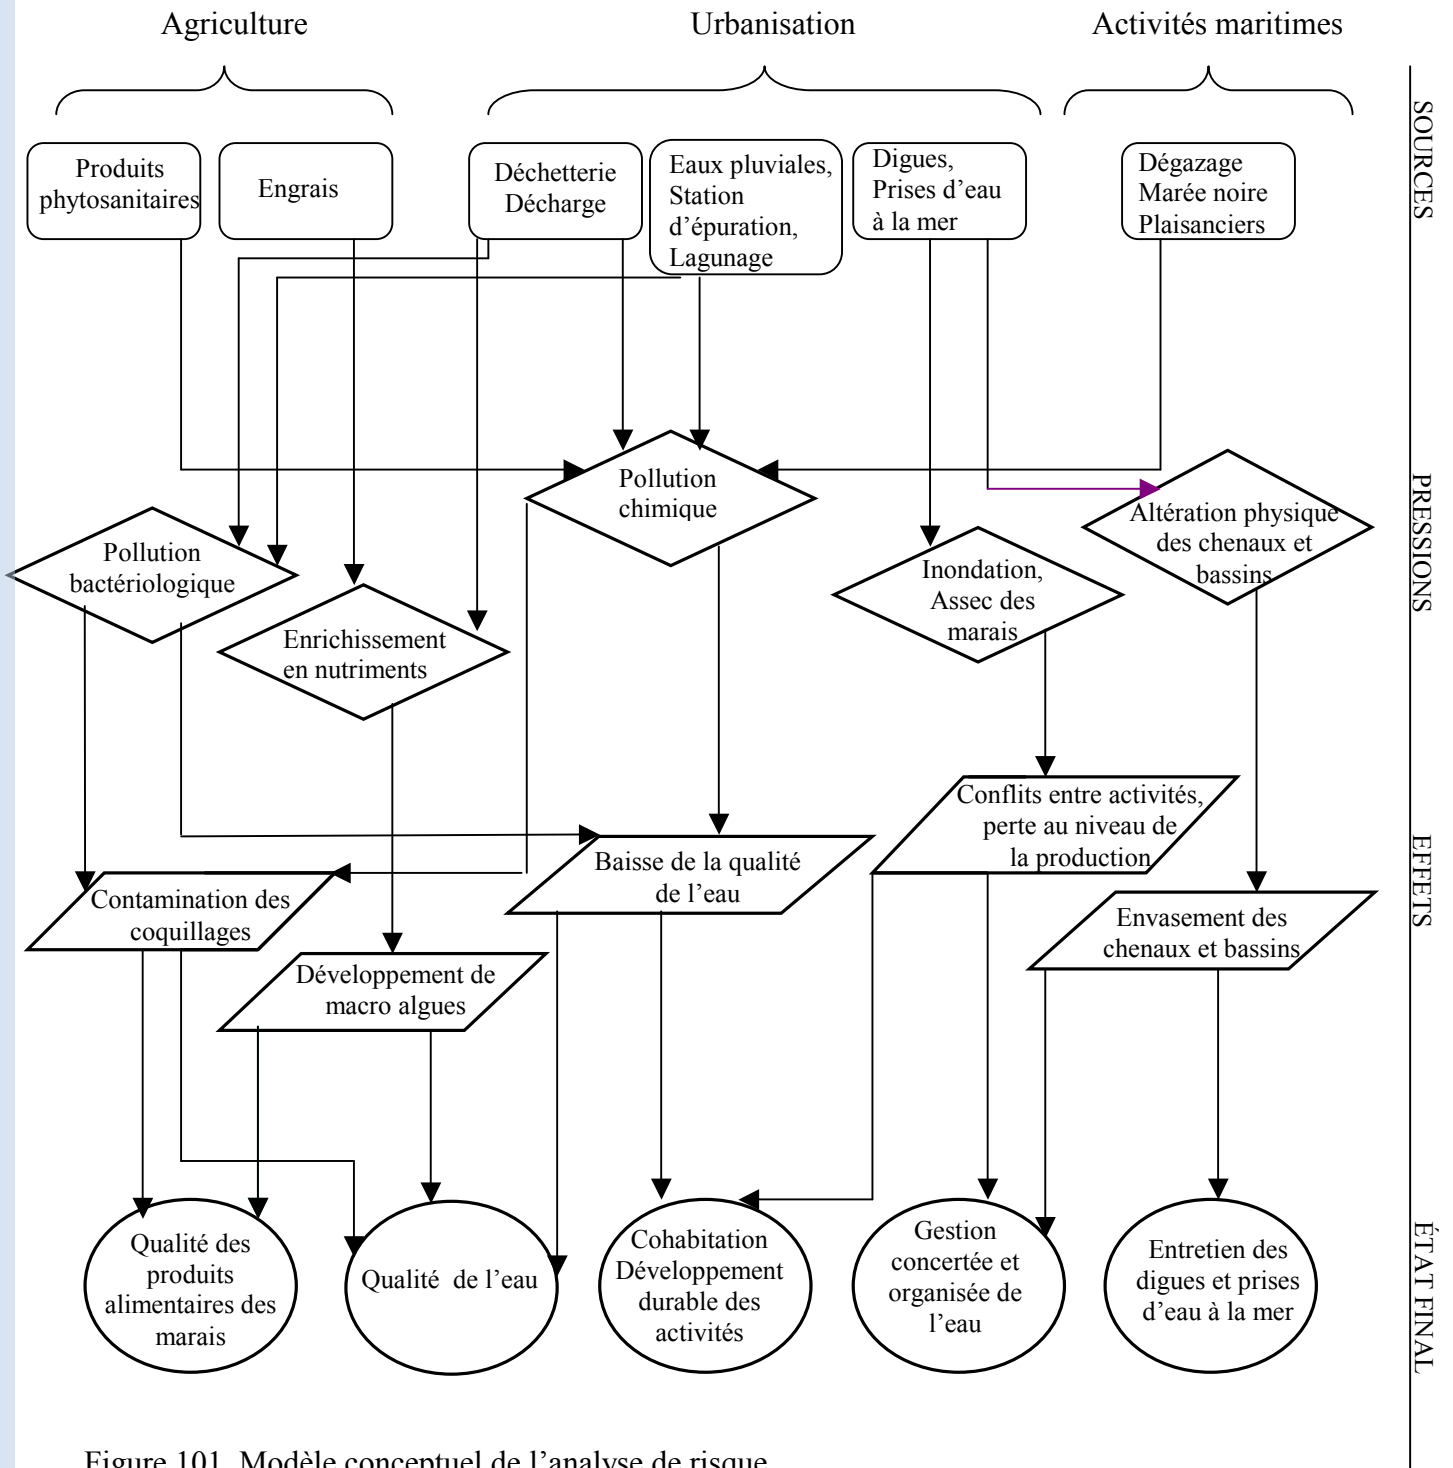 Agriculture
Urbanisation
Activités maritimes
SOURCES
Produits
phytosanitaires
Engrais
Déchetterie
Décharge
Eaux pluviales,
Station
d’épuration,
Lagunage
Digues,
Prises d’eau
à la mer
Dégazage
Marée noire
Plaisanciers
PRESSIONS
Pollution
chimique
Altération physique
des chenaux et
bassins
Pollution
bactériologique
Inondation,
Assec des
marais
Enrichissement
en nutriments
EFFETS
Conflits entre activités,
perte au niveau de
la production
Baisse de la qualité
de l’eau
Contamination des
coquillages
Envasement des
chenaux et bassins
Développement de
macro algues
ÉTAT FINAL
Qualité des
produits
alimentaires des
marais
Qualité de l’eau
Cohabitation
Développement
durable des
activités
Gestion
concertée et
organisée de
l’eau
Entretien des
digues et prises
d’eau à la mer
Figure 101. Modèle conceptuel de l’analyse de risque